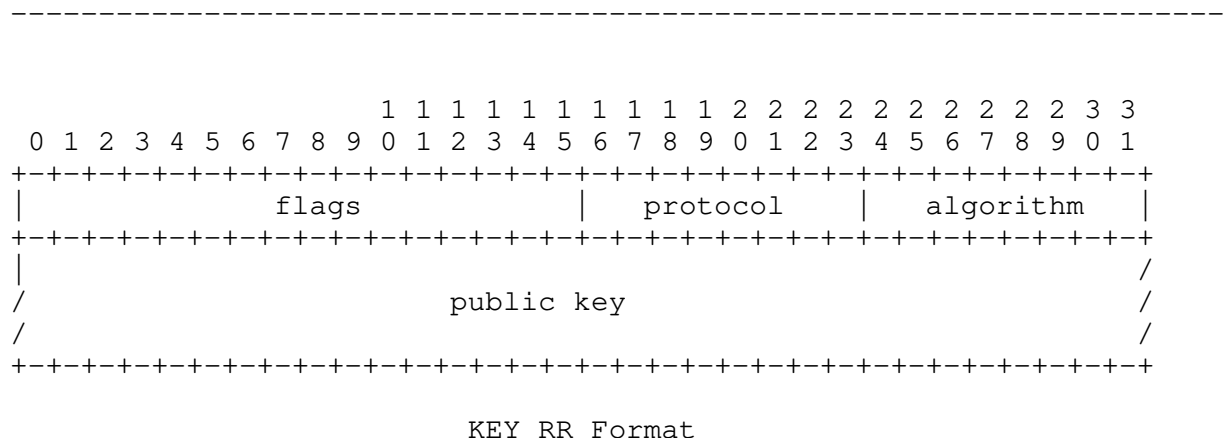 ---------------------------------------------------------------------
                     1 1 1 1 1 1 1 1 1 1 2 2 2 2 2 2 2 2 2 2 3 3
 0 1 2 3 4 5 6 7 8 9 0 1 2 3 4 5 6 7 8 9 0 1 2 3 4 5 6 7 8 9 0 1
+-+-+-+-+-+-+-+-+-+-+-+-+-+-+-+-+-+-+-+-+-+-+-+-+-+-+-+-+-+-+-+-+
|              flags            |   protocol    |   algorithm   |
+-+-+-+-+-+-+-+-+-+-+-+-+-+-+-+-+-+-+-+-+-+-+-+-+-+-+-+-+-+-+-+-+
|                                                               /
/                        public key                             /
/                                                               /
+-+-+-+-+-+-+-+-+-+-+-+-+-+-+-+-+-+-+-+-+-+-+-+-+-+-+-+-+-+-+-+-+
                         KEY RR Format